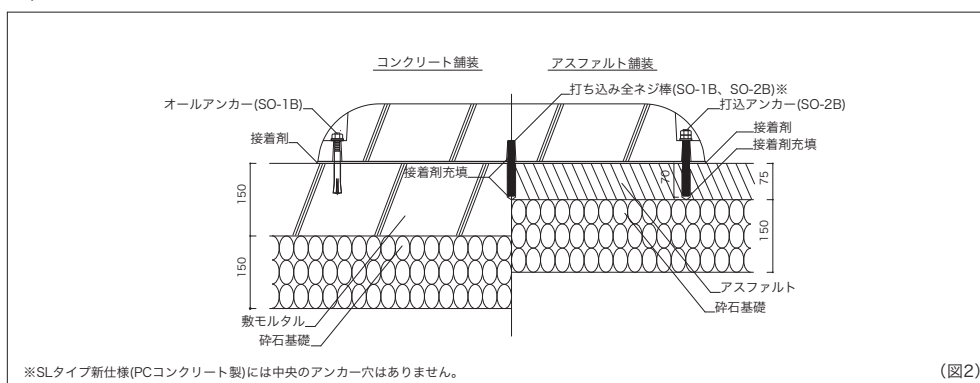 コンクリート舗装
アスファルト舗装
打ち込み全ネジ棒(SO-1B、SO-2B)※
オールアンカー(SO-1B)
打込アンカー(SO-2B)
接着剤
接着剤
接着剤充填
接着剤充填
70
75
150
150
150
アスファルト
砕石基礎
敷モルタル
砕石基礎
※SLタイプ新仕様(PCコンクリート製)には中央のアンカー穴はありません。
(図2)